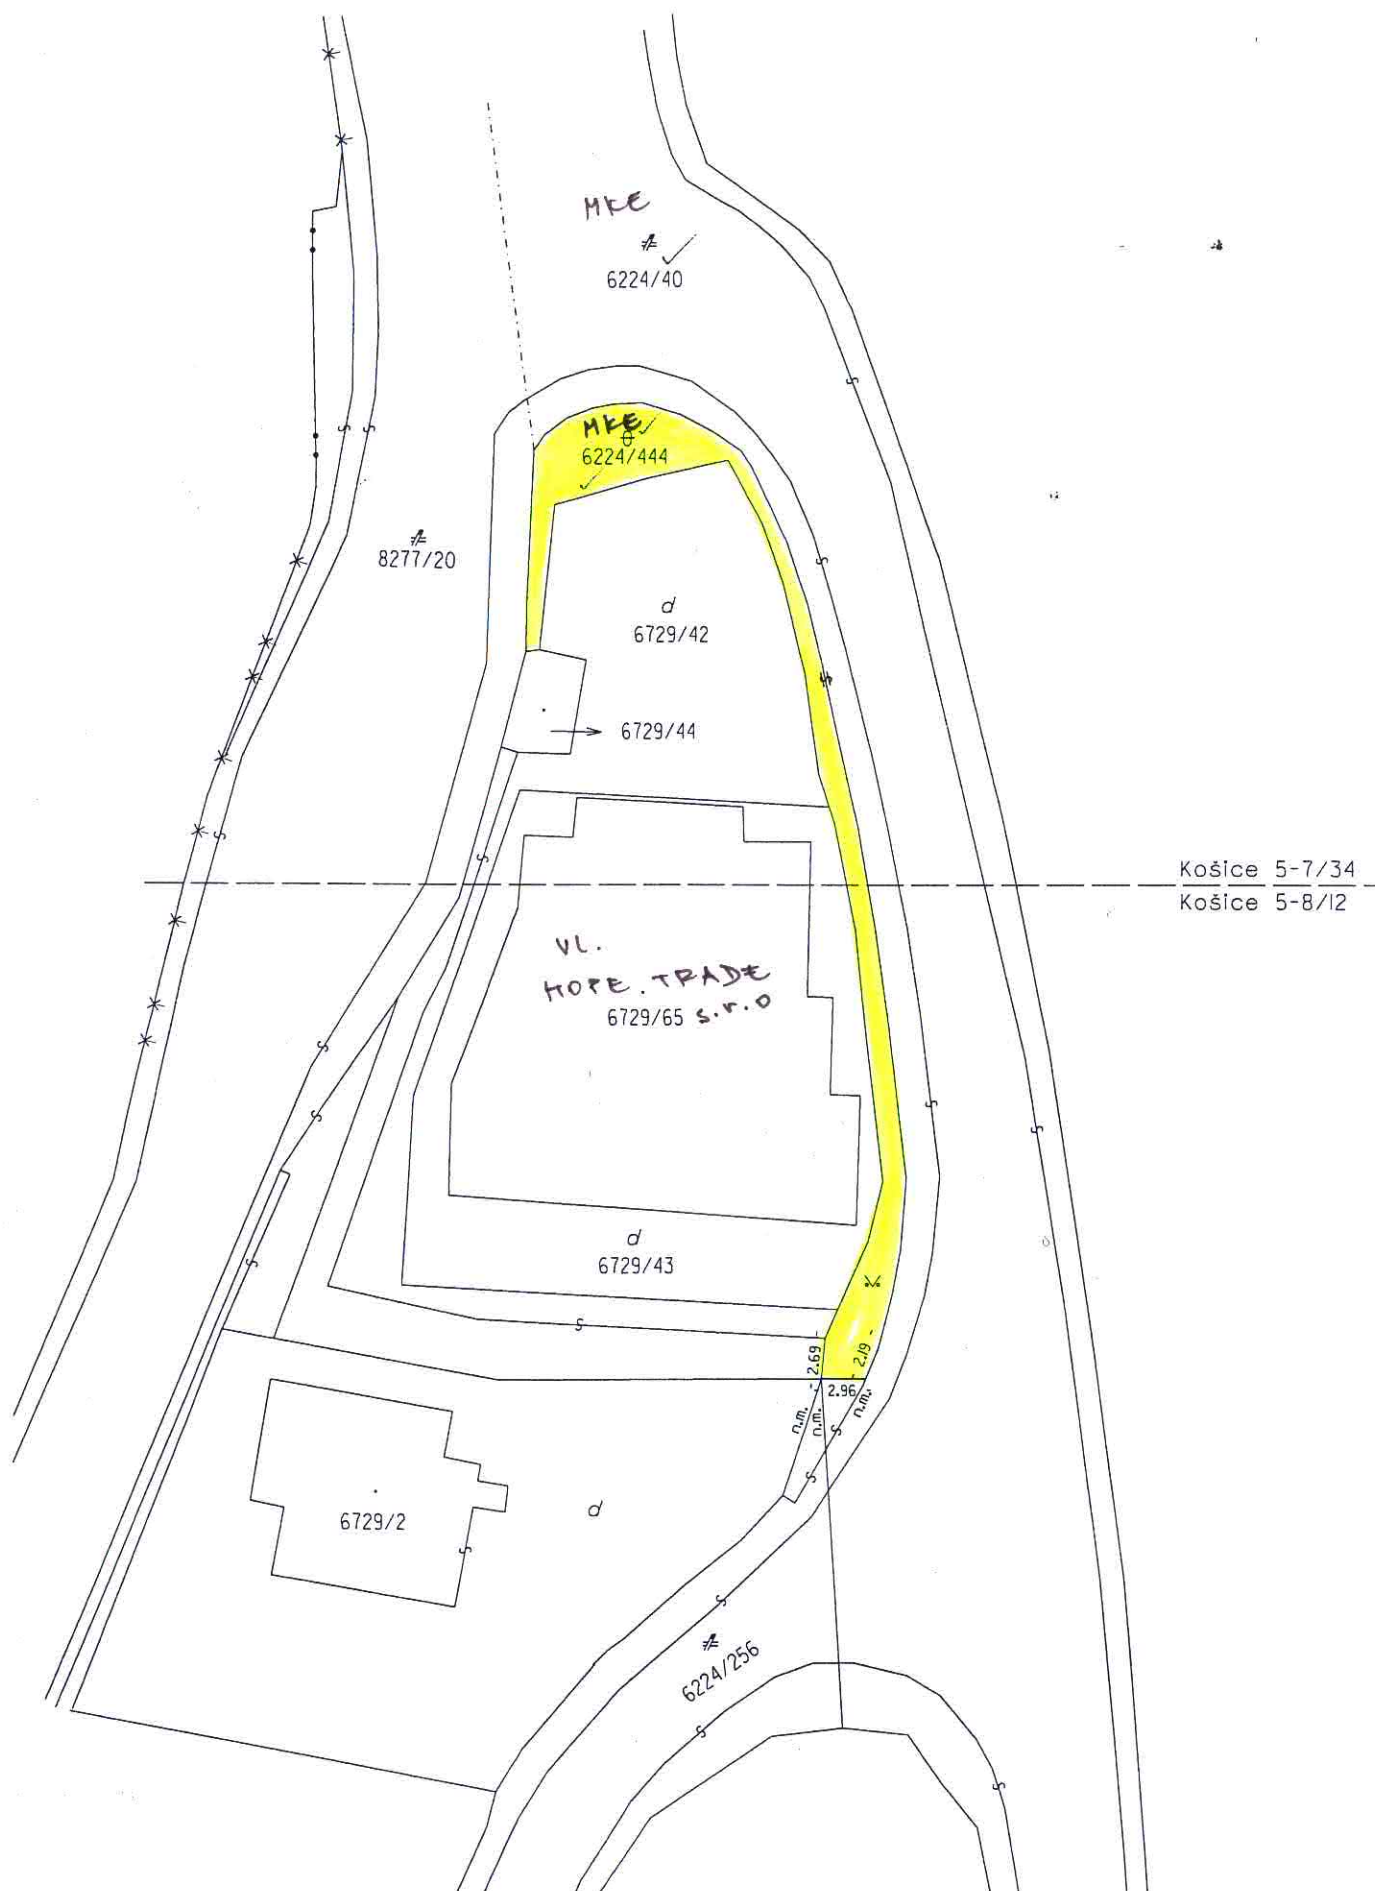 MKE
6224/40
MKE
6224/444
8277/20
d
6729/42
6729/44
Košice 5-7/34
Košice 5-8/12
VL.
HOPE.TRADE
6729/65 s.r.o
d
6729/43
2.69
2.19
2.96
n.m.
n.m.
n.m.
6729/2
d
6224/256